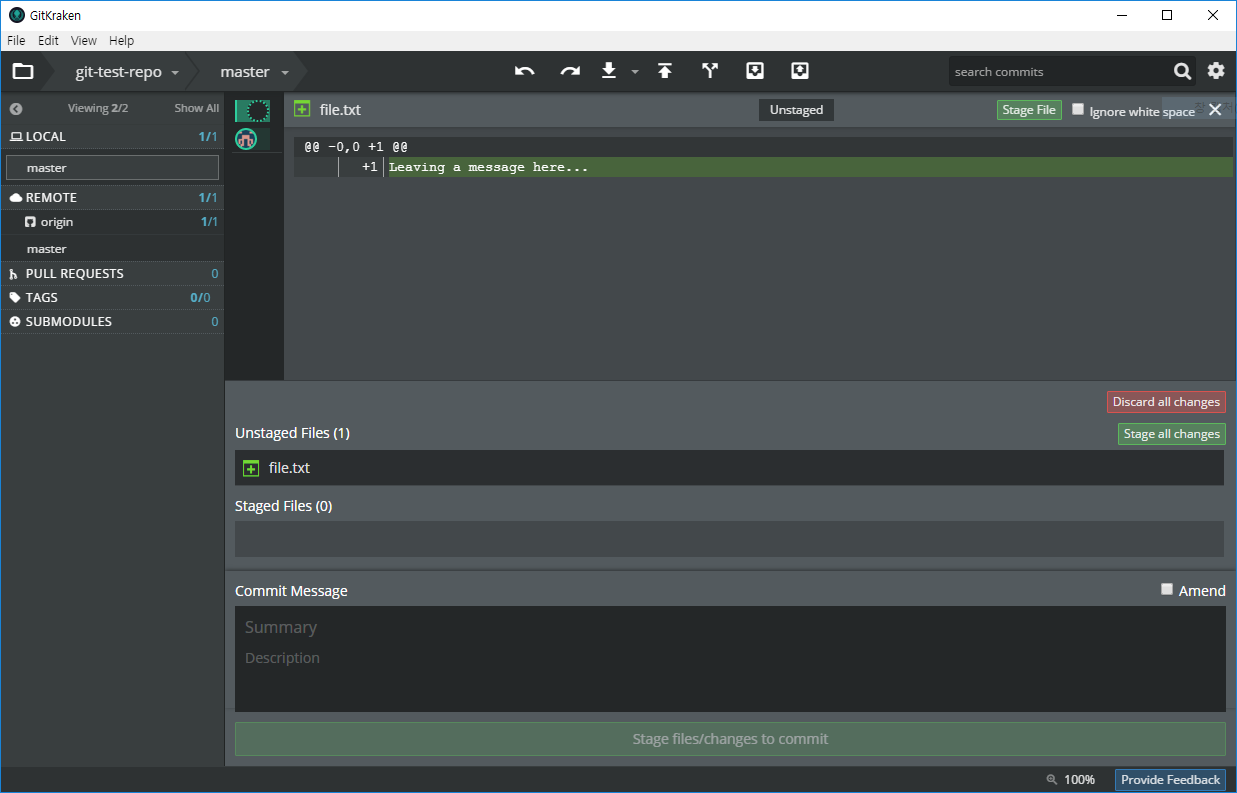 GitKraken
File Edit View Help
git-test-repo master search commits
Viewing 2/2 Show All
LOCAL 1/1
master
REMOTE 1/1
origin 1/1
master
PULL REQUESTS 0
TAGS 0/0
SUBMODULES 0
file.txt Unstaged Stage File Ignore white space
@@ -0,0 +1 @@
+1 Leaving a message here...
Discard all changes
Unstaged Files (1) Stage all changes
file.txt
Staged Files (0)
Commit Message Amend
Summary
Description
Stage files/changes to commit
100% Provide Feedback